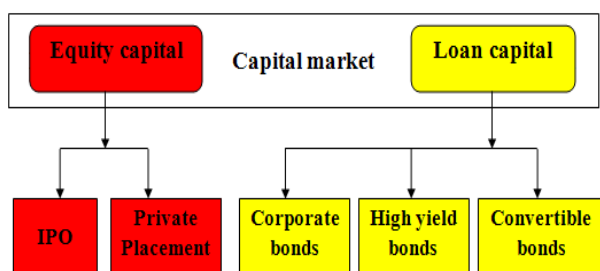 Equity capital
Capital market
Loan capital
IPO
Private
Placement
Corporate
bonds
High yield
bonds
Convertible
bonds